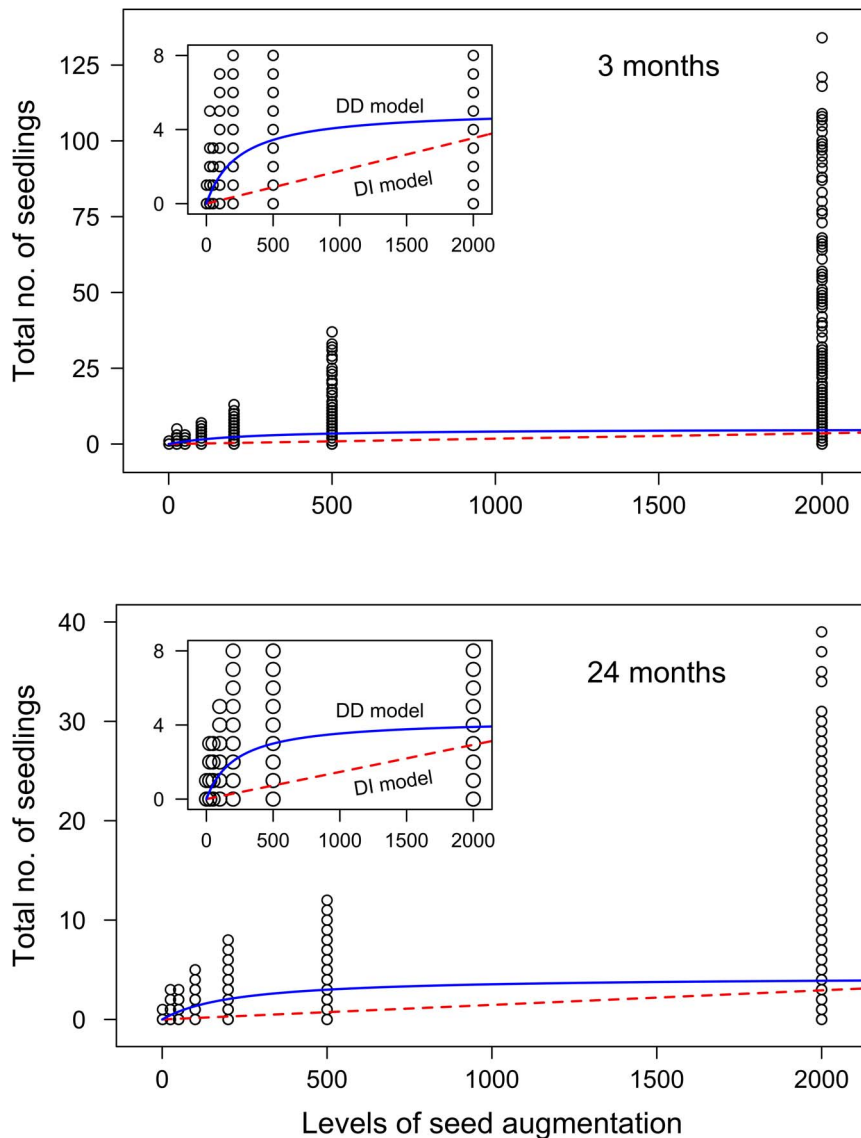 3 months
Total no. of seedlings
125
100
75
50
25
0
0 500 1000 1500 2000
8
4
0
DD model
DI model
0 500 1000 1500 2000
24 months
Total no. of seedlings
40
30
20
10
0
0 500 1000 1500 2000
8
4
0
DD model
DI model
0 500 1000 1500 2000
Levels of seed augmentation